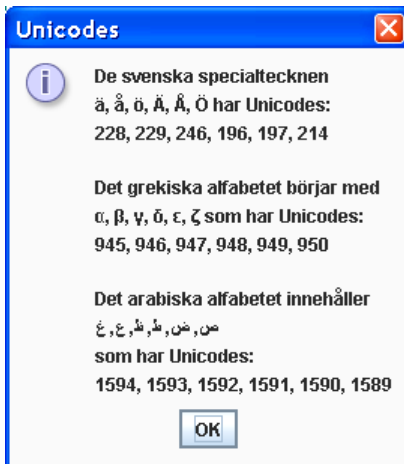 Unicodes
De svenska specialtecknen
ä, å, ö, Ä, Å, Ö har Unicodes:
228, 229, 246, 196, 197, 214
Det grekiska alfabetet börjar med
α, β, γ, δ, ε, ζ som har Unicodes:
945, 946, 947, 948, 949, 950
Det arabiska alfabetet innehåller
ص, ض, ط, ظ, ع, غ
som har Unicodes:
1594, 1593, 1592, 1591, 1590, 1589
OK